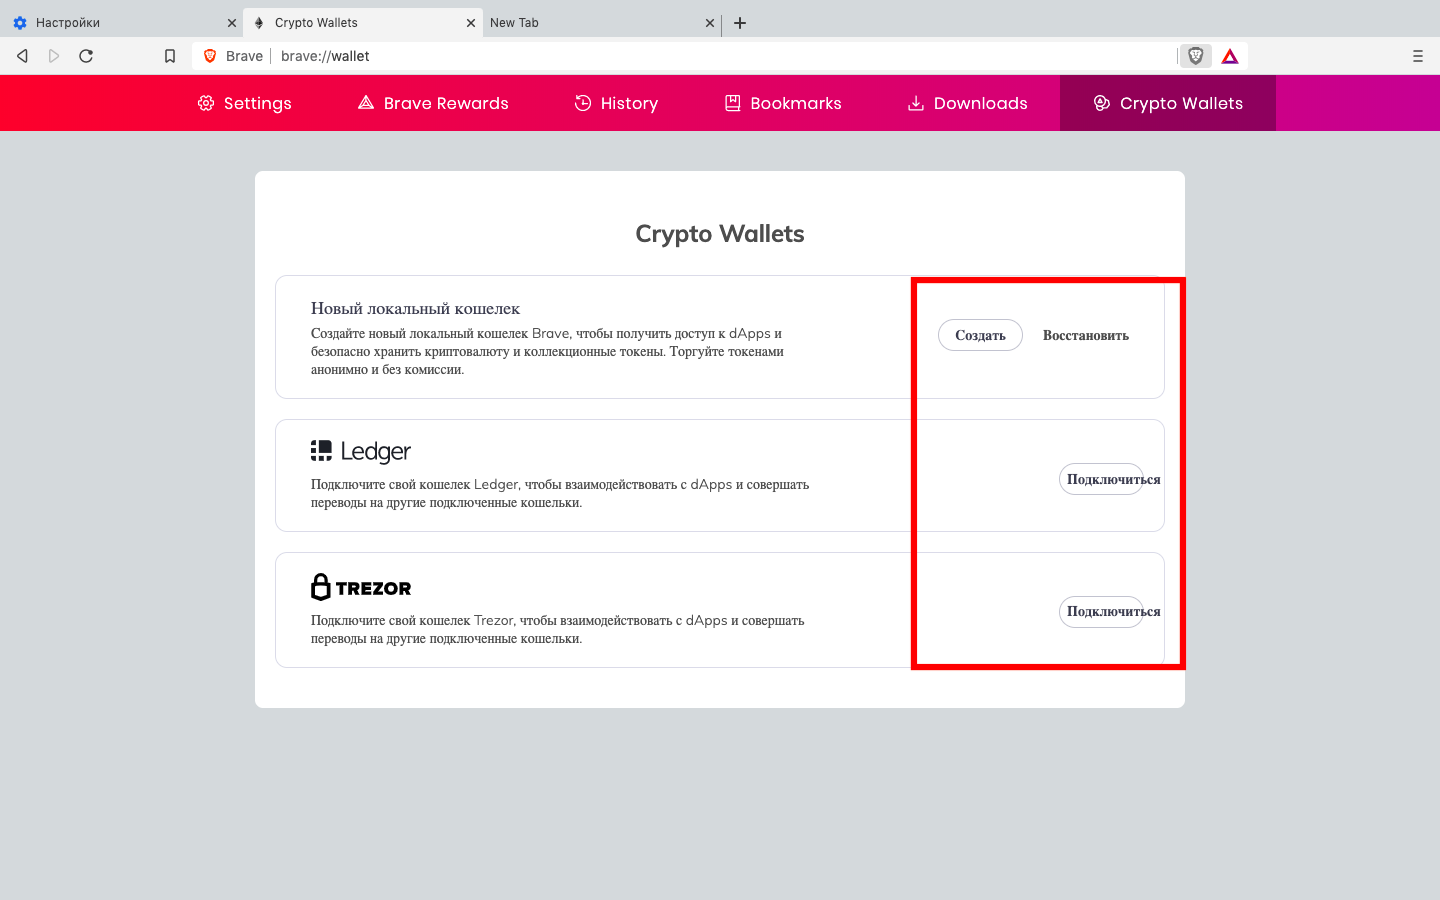 Настройки
Crypto Wallets
New Tab
Brave
brave://wallet
Settings
Brave Rewards
History
Bookmarks
Downloads
Crypto Wallets
Crypto Wallets
Новый локальный кошелек
Создайте новый локальный кошелек Brave, чтобы получить доступ к dApps и
безопасно хранить криптовалюту и коллекционные токены. Торгуйте токенами
анонимно и без комиссии.
Создать
Восстановить
Ledger
Подключите свой кошелек Ledger, чтобы взаимодействовать с dApps и совершать
переводы на другие подключенные кошельки.
Подключиться
TREZOR
Подключите свой кошелек Trezor, чтобы взаимодействовать с dApps и совершать
переводы на другие подключенные кошельки.
Подключиться